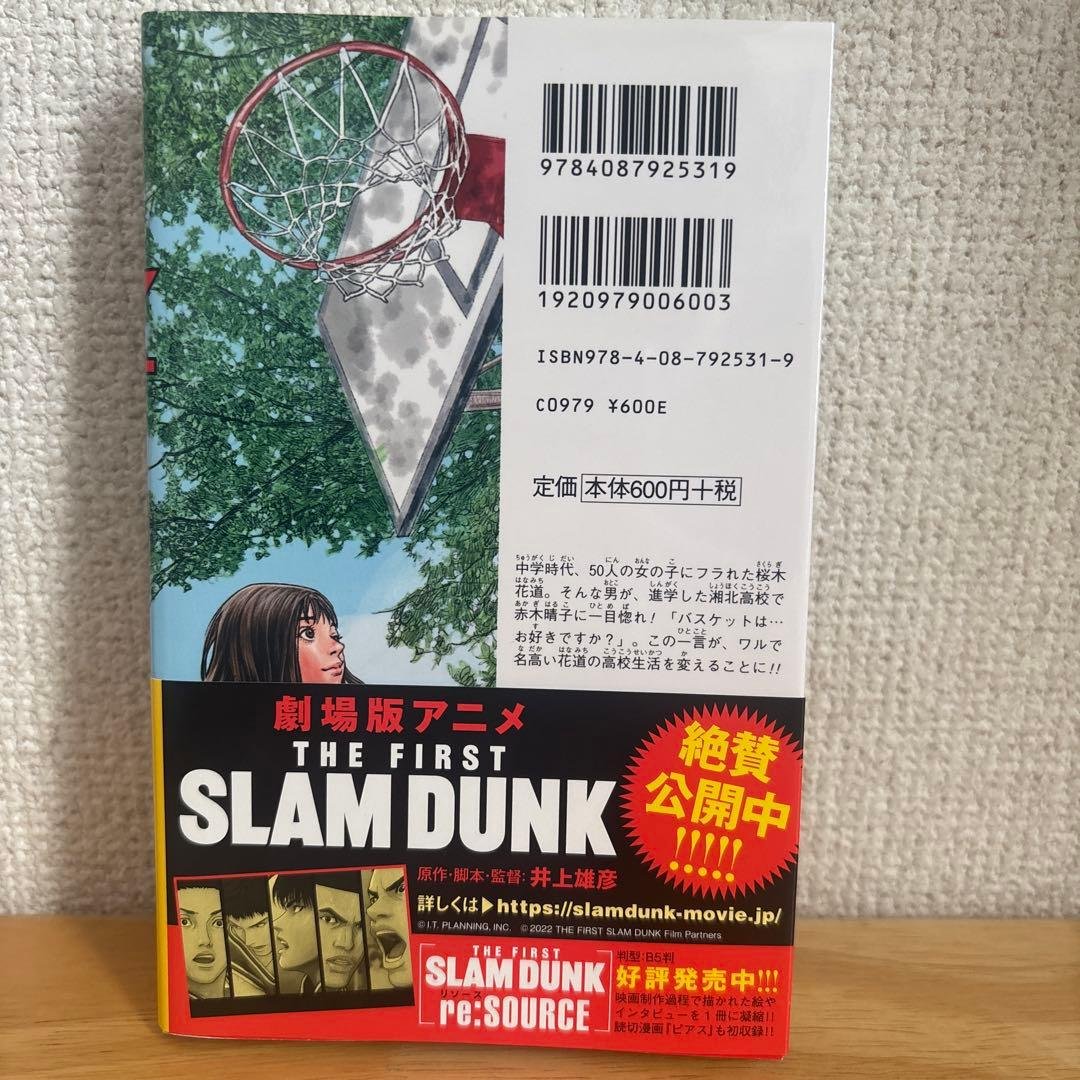 9784087925319
1920979006003
ISBN978-4-08-792531-9
C0979 ¥600E
定価 本体600円+税
中学時代、50人の女の子にフラれた桜木
花道。そんな男が、進学した湘北高校で
赤木晴子に一目惚れ!「バスケットは…
お好きですか?」。この一言が、ワルで
名高い花道の高校生活を変えることに!!
劇場版アニメ
THE FIRST
SLAM DUNK
絶賛
公開中
!!!!!
原作・脚本・監督:井上雄彦
詳しくは▶https://slamdunk-movie.jp/
©I.T. PLANNING, INC. ©2022 THE FIRST SLAM DUNK Film Partners
THE FIRST
SLAM DUNK
リソース
re:SOURCE
判型:B5判
好評発売中!!!
映画制作過程で描かれた絵や
インタビューを1冊に凝縮!!
読切漫画「ピアス」も初収録!!